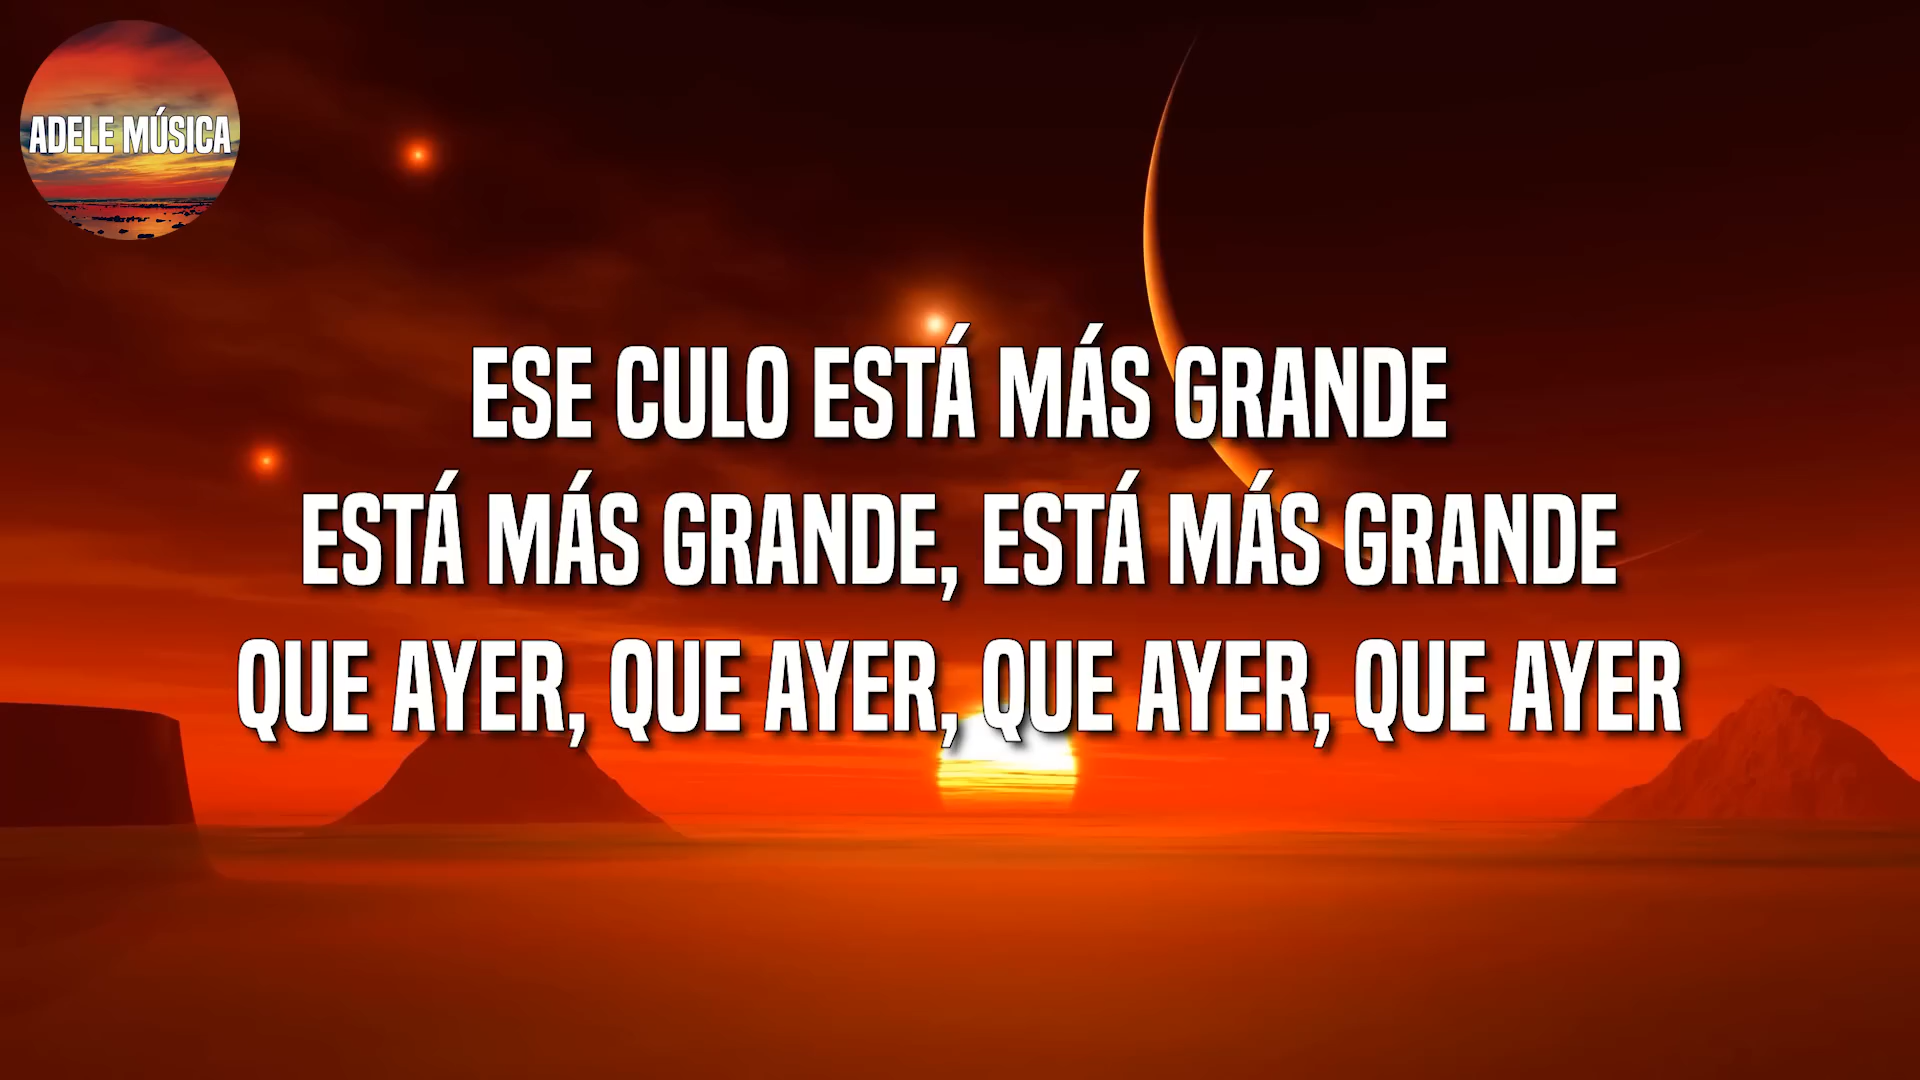 ADELE MÚSICA
ESE CULO ESTÁ MÁS GRANDE
ESTÁ MÁS GRANDE, ESTÁ MÁS GRANDE
QUE AYER, QUE AYER, QUE AYER, QUE AYER